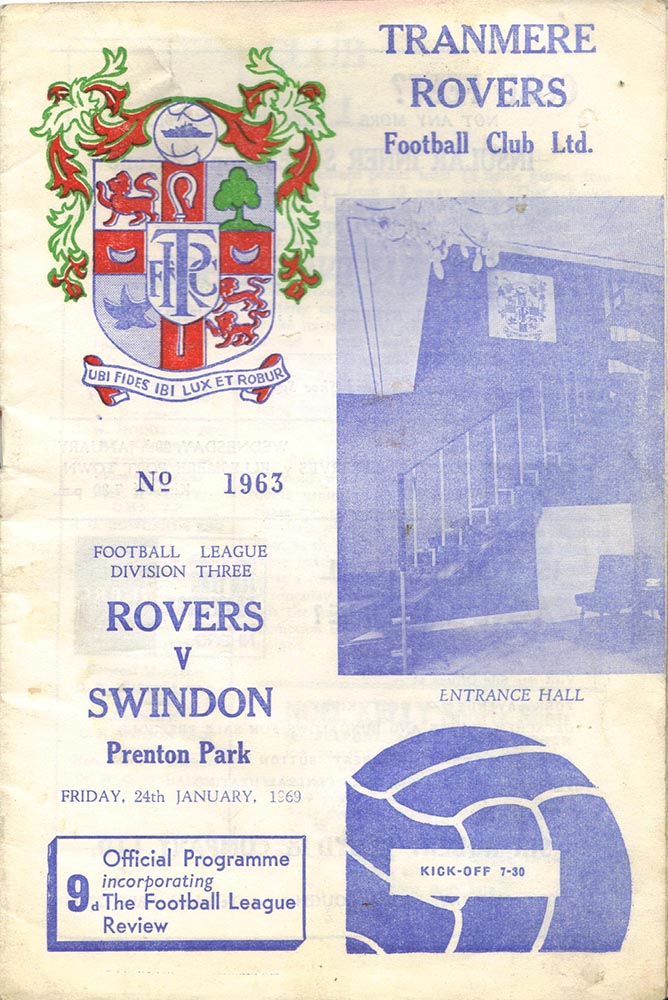 TRANMERE
ROVERS
Football Club Ltd.
TRFC
UBI FIDES IBI LUX ET ROBUR
Nº 1963
FOOTBALL LEAGUE
DIVISION THREE
ROVERS
V
SWINDON
Prenton Park
FRIDAY, 24th JANUARY, 1969
ENTRANCE HALL
9d
Official Programme
incorporating
The Football League
Review
KICK-OFF 7-30